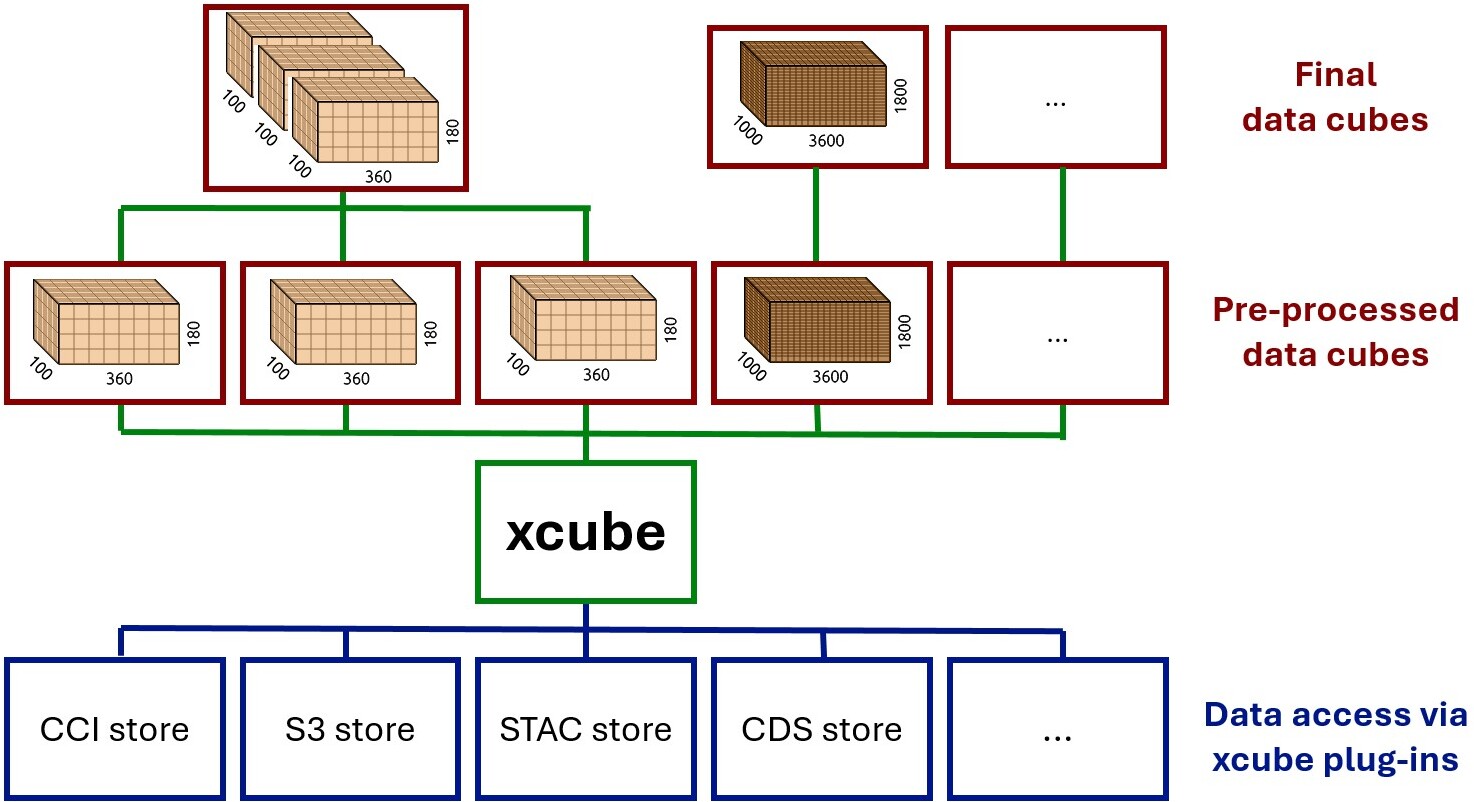 100
100
100
360
180
1000
3600
1800
...
Final
data cubes
100
360
180
100
360
180
100
360
180
1000
3600
1800
...
Pre-processed
data cubes
xcube
CCI store
S3 store
STAC store
CDS store
...
Data access via
xcube plug-ins